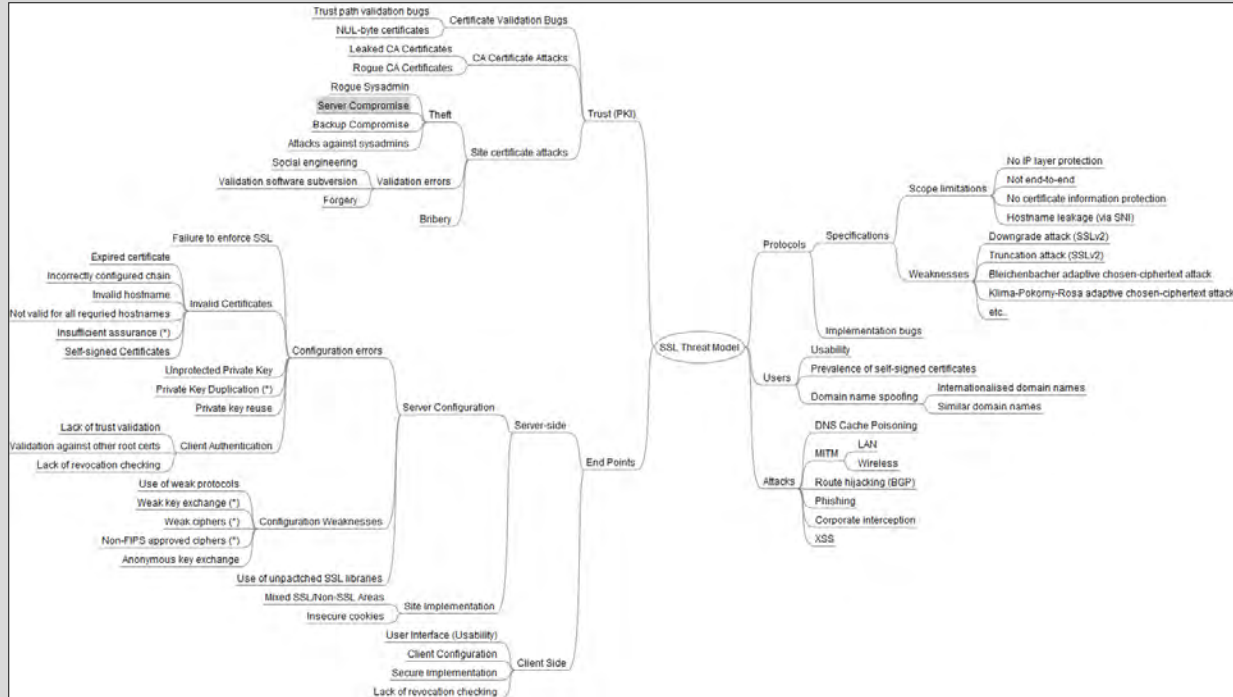 Trust path validation bugs
NUL-byte certificates
Certificate Validation Bugs
Leaked CA Certificates
Rogue CA Certificates
CA Certificate Attacks
Rogue Sysadmin
Server Compromise
Backup Compromise
Attacks against sysadmins
Theft
Social engineering
Validation software subversion
Forgery
Validation errors
Bribery
Site certificate attacks
Trust (PKI)
Failure to enforce SSL
Expired certificate
Incorrectly configured chain
Invalid hostname
Not valid for all requried hostnames
Insufficient assurance (*)
Self-signed Certificates
Invalid Certificates
Unprotected Private Key
Private Key Duplication (*)
Private key reuse
Configuration errors
Lack of trust validation
Validation against other root certs
Lack of revocation checking
Client Authentication
Use of weak protocols
Weak key exchange (*)
Weak ciphers (*)
Non-FIPS approved ciphers (*)
Anonymous key exchange
Configuration Weaknesses
Use of unpactched SSL libraries
Server Configuration
Mixed SSL/Non-SSL Areas
Insecure cookies
Site Implementation
Server-side
User Interface (Usability)
Client Configuration
Secure Implementation
Lack of revocation checking
Client Side
End Points
SSL Threat Model
Protocols
Specifications
Scope limitations
No IP layer protection
Not end-to-end
No certificate information protection
Hostname leakage (via SNI)
Weaknesses
Downgrade attack (SSLv2)
Truncation attack (SSLv2)
Bleichenbacher adaptive chosen-ciphertext attack
Klima-Pokorny-Rosa adaptive chosen-ciphertext attack
etc..
Implementation bugs
Users
Usability
Prevalence of self-signed certificates
Domain name spoofing
Internationalised domain names
Similar domain names
Attacks
DNS Cache Poisoning
MITM
LAN
Wireless
Route hijacking (BGP)
Phishing
Corporate interception
XSS